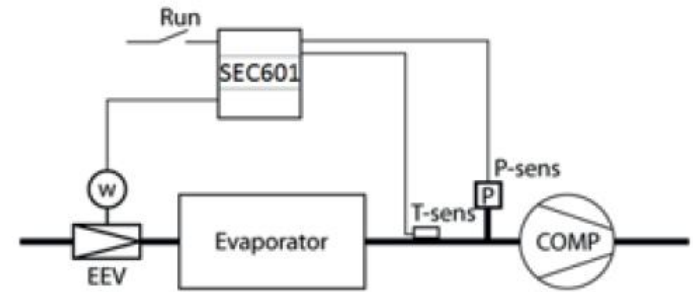 Run
SEC601
P-sens
W
P
T-sens
Evaporator
COMP
EEV